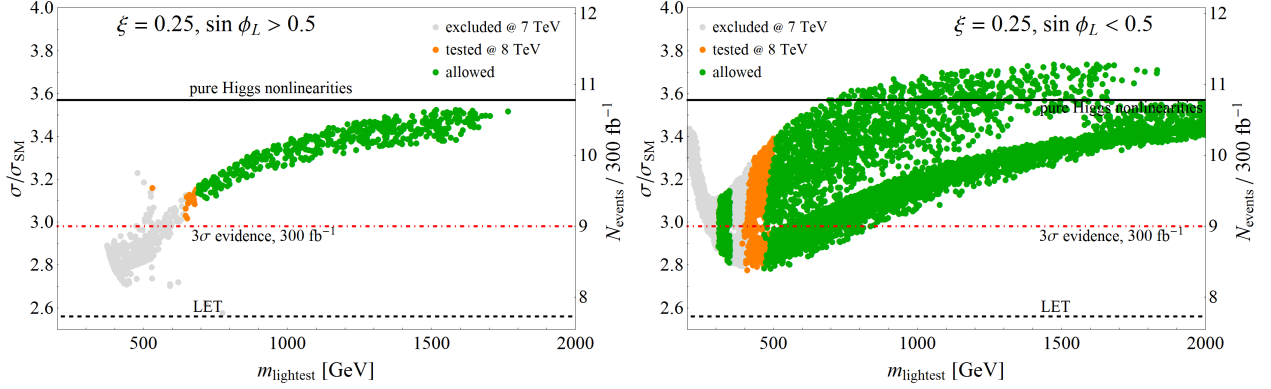 ξ = 0.25, sin ϕ_L > 0.5
excluded @ 7 TeV
tested @ 8 TeV
allowed
pure Higgs nonlinearities
3σ evidence, 300 fb⁻¹
LET
4.0
3.8
3.6
3.4
3.2
3.0
2.8
2.6
σ/σ_SM
12
11
10
9
8
N_events / 300 fb⁻¹
500
1000
1500
2000
m_lightest [GeV]
ξ = 0.25, sin ϕ_L < 0.5
excluded @ 7 TeV
tested @ 8 TeV
allowed
pure Higgs nonlinearities
3σ evidence, 300 fb⁻¹
LET
4.0
3.8
3.6
3.4
3.2
3.0
2.8
2.6
σ/σ_SM
12
11
10
9
8
N_events / 300 fb⁻¹
500
1000
1500
2000
m_lightest [GeV]